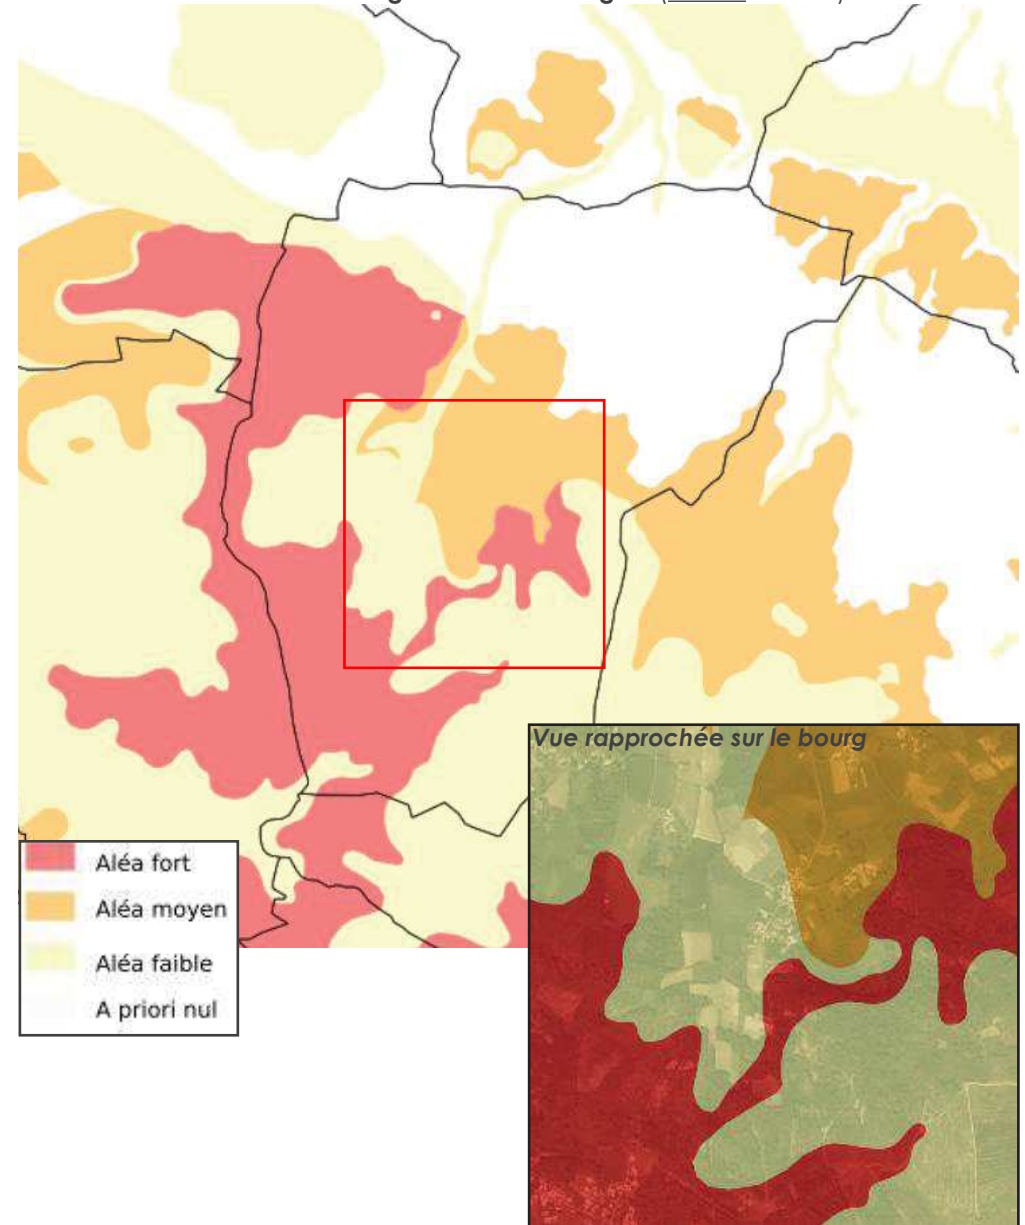 Vue rapprochée sur le bourg
Aléa fort
Aléa moyen
Aléa faible
A priori nul